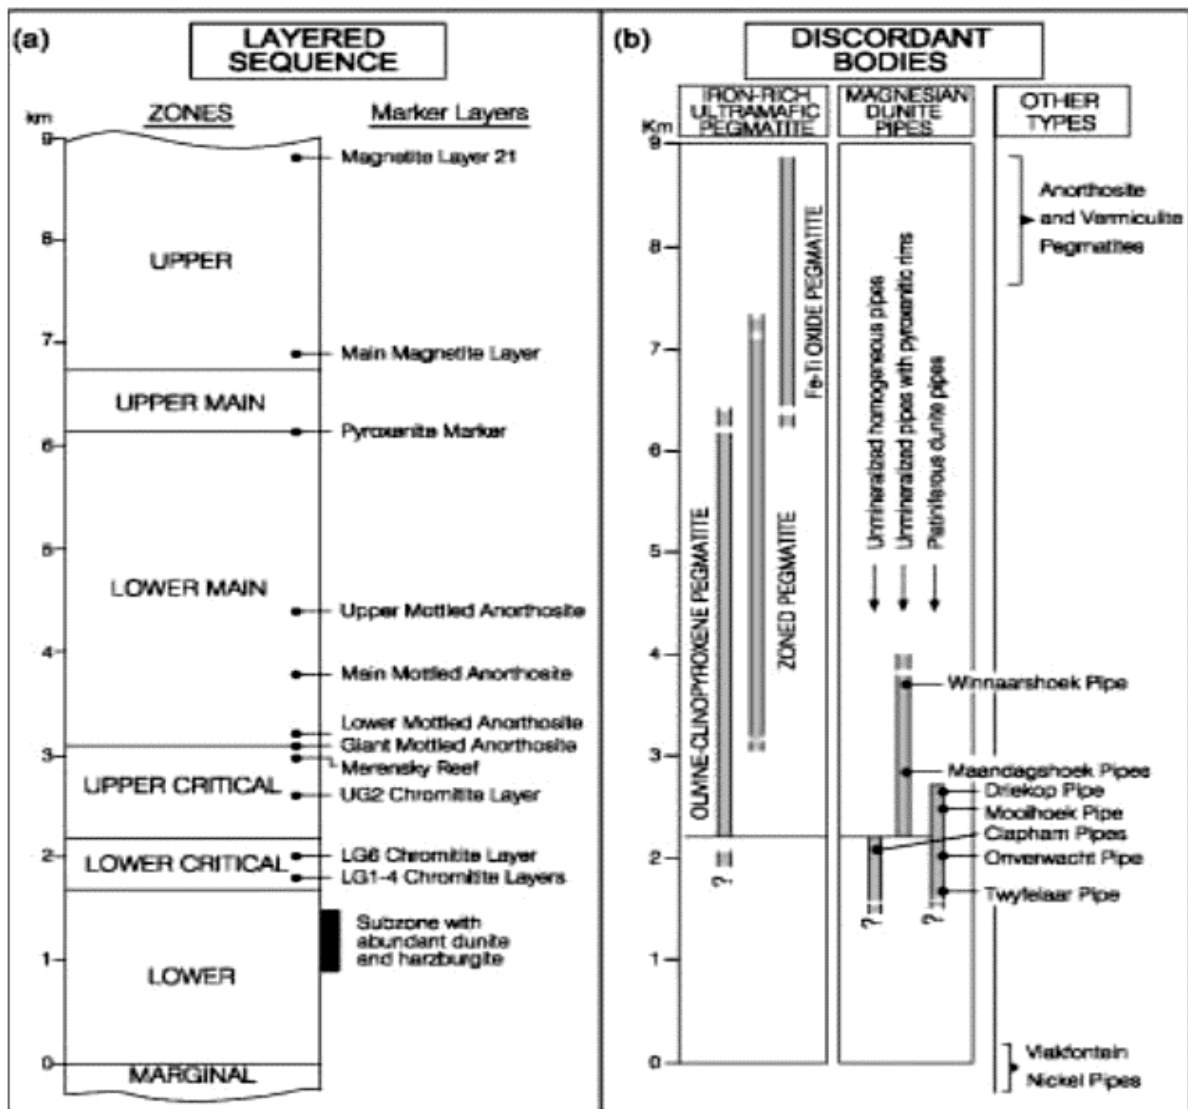 (a)
LAYERED
SEQUENCE
km
ZONES
Marker Layers
9
Magnetite Layer 21
8
UPPER
7
Main Magnetite Layer
UPPER MAIN
Pyroxenite Marker
6
5
LOWER MAIN
Upper Mottled Anorthosite
4
Main Mottled Anorthosite
Lower Mottled Anorthosite
3
Giant Mottled Anorthosite
Merensky Reef
UPPER CRITICAL
UG2 Chromitite Layer
2
LOWER CRITICAL
LG6 Chromitite Layer
LG1-4 Chromitite Layers
Subzone with
abundant dunite
and harzburgite
1
LOWER
0
MARGINAL
(b)
DISCORDANT
BODIES
Km
IRON-RICH
ULTRAMAFIC
PEGMATITE
MAGNESIAN
DUNITE
PIPES
OTHER
TYPES
9
8
7
6
5
4
3
2
1
0
OLIVINE-CLINOPYROXENE PEGMATITE
ZONED PEGMATITE
Fe-Ti OXIDE PEGMATITE
?
Unmineralized homogeneous pipes
Unmineralized pipes with pyroxenitic rims
Platiniferous dunite pipes
Winnaarshoek Pipe
Maandagshoek Pipes
Driekop Pipe
Mooihoek Pipe
Clapham Pipes
Onverwacht Pipe
Twyfelaar Pipe
?
?
Anorthosite
and Vermiculite
Pegmatites
Vlakfontein
Nickel Pipes